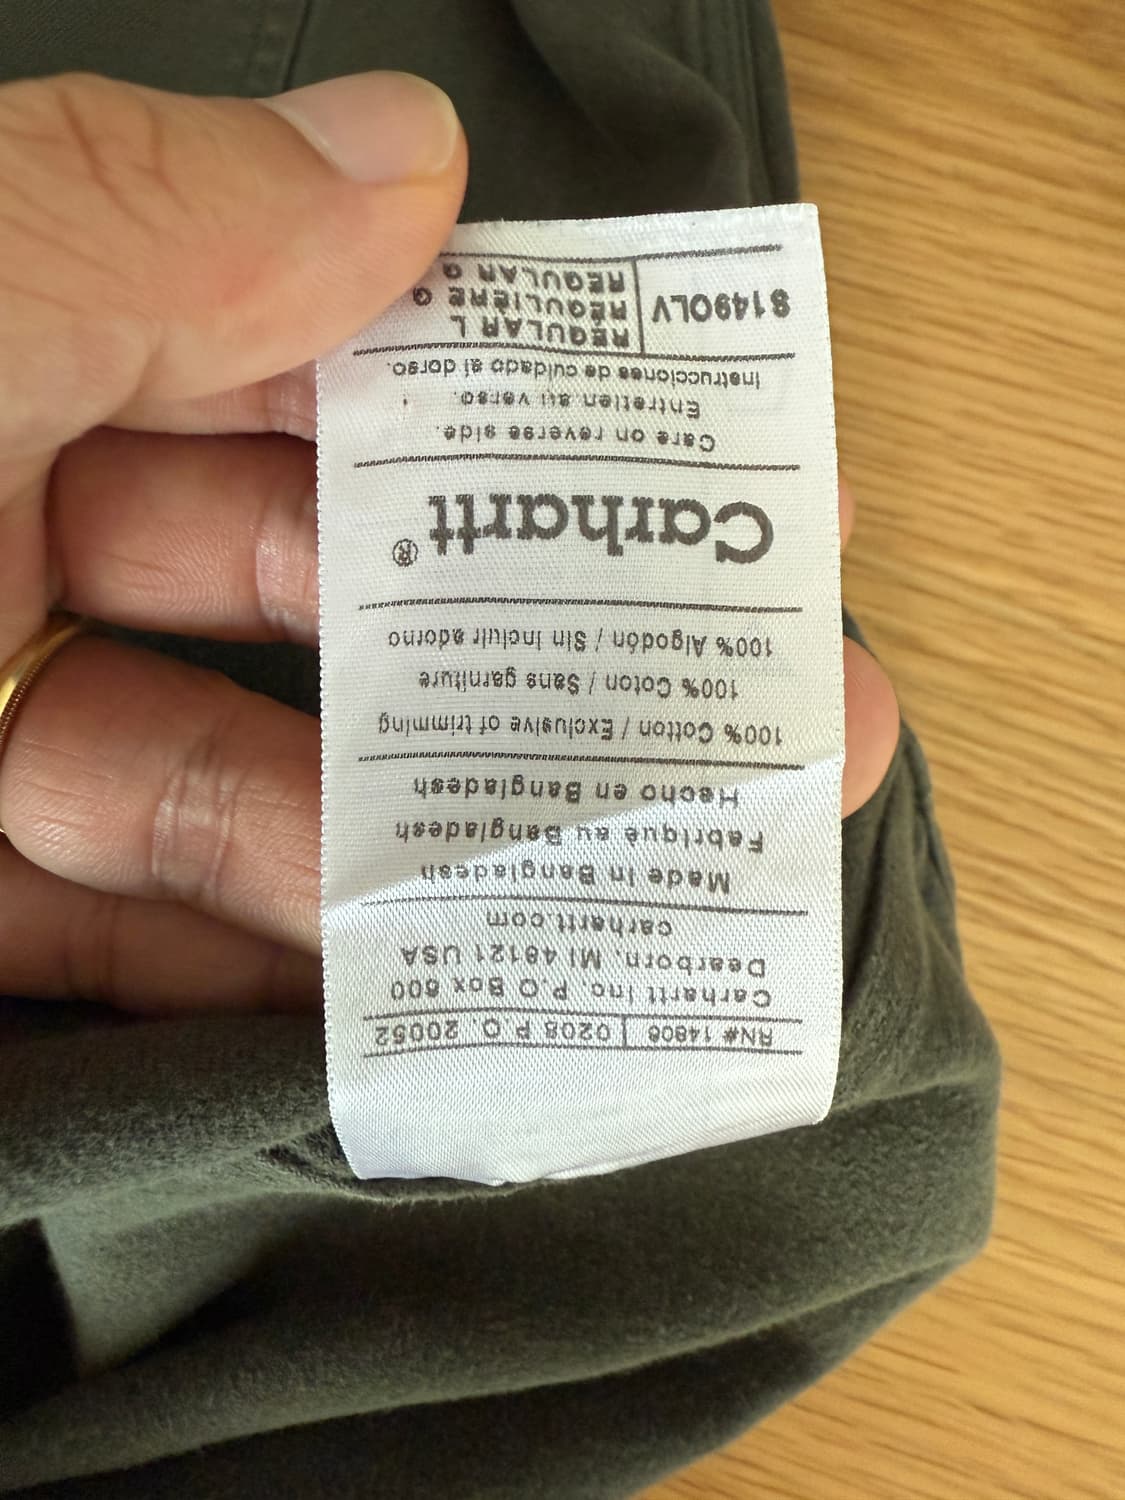 RN# 14806 | 0208 P.O. 20052
Carhartt Inc. P.O Box 600
Dearborn, MI 48121 USA
carhartt.com
Made in Bangladesh
Fabriqué au Bangladesh
Hecho en Bangladesh
100% Cotton / Exclusive of trimming
100% Coton / Sans garniture
100% Algodón / Sin incluir adorno
Carhartt®
Care on reverse side.
Entretien au verso.
Instrucciones de cuidado al dorso.
S149OLV
REGULAR L
REGULIÈRE G
REGULAR G